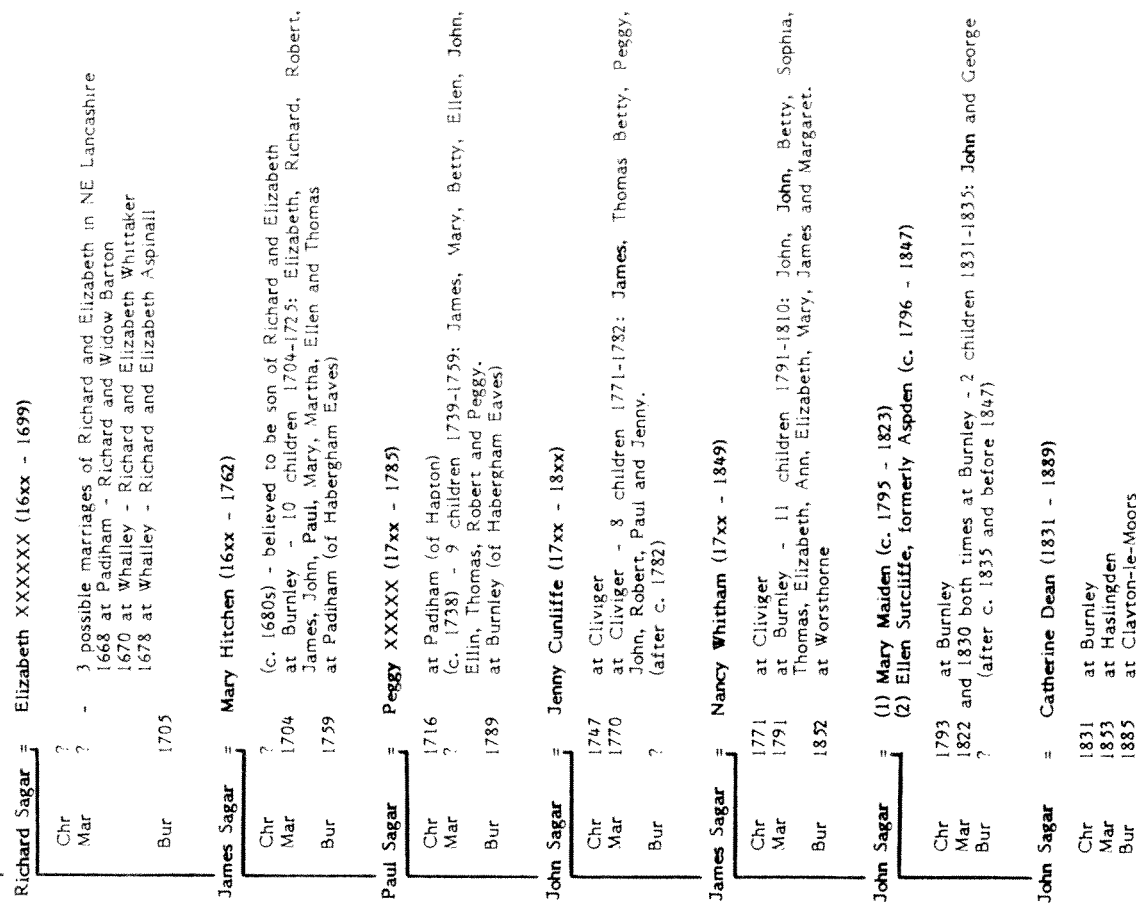 Richard Sagar = Elizabeth XXXXXX (16xx - 1699)
Chr ?
Mar ? - 3 possible marriages of Richard and Elizabeth in NE Lancashire
1668 at Padiham - Richard and Widow Barton
1670 at Whalley - Richard and Elizabeth Whittaker
1678 at Whalley - Richard and Elizabeth Aspinall
Bur 1705
James Sagar = Mary Hitchen (16xx - 1762)
Chr ? (c. 1680s) - believed to be son of Richard and Elizabeth
Mar 1704 at Burnley - 10 children 1704-1725: Elizabeth, Richard, Robert,
James, John, Paul, Mary, Martha, Ellen and Thomas
Bur 1759 at Padiham (of Habergham Eaves)
Paul Sagar = Peggy XXXXX (17xx - 1785)
Chr 1716 at Padiham (of Hapton)
Mar ? (c. 1738) - 9 children 1739-1759: James, Mary, Betty, Ellen, John,
Ellin, Thomas, Robert and Peggy.
Bur 1789 at Burnley (of Habergham Eaves)
John Sagar = Jenny Cunliffe (17xx - 18xx)
Chr 1747 at Cliviger
Mar 1770 at Cliviger - 8 children 1771-1782: James, Thomas Betty, Peggy,
John, Robert, Paul and Jenny.
Bur ? (after c. 1782)
James Sagar = Nancy Whitham (17xx - 1849)
Chr 1771 at Cliviger
Mar 1791 at Burnley - 11 children 1791-1810: John, John, Betty, Sophia,
Thomas, Elizabeth, Ann, Elizabeth, Mary, James and Margaret.
Bur 1852 at Worsthorne
John Sagar = (1) Mary Maiden (c. 1795 - 1823)
(2) Ellen Sutcliffe, formerly Aspden (c. 1796 - 1847)
Chr 1793 at Burnley
Mar 1822 and 1830 both times at Burnley - 2 children 1831-1835: John and George
Bur ? (after c. 1835 and before 1847)
John Sagar = Catherine Dean (1831 - 1889)
Chr 1831 at Burnley
Mar 1853 at Haslingden
Bur 1885 at Clayton-le-Moors